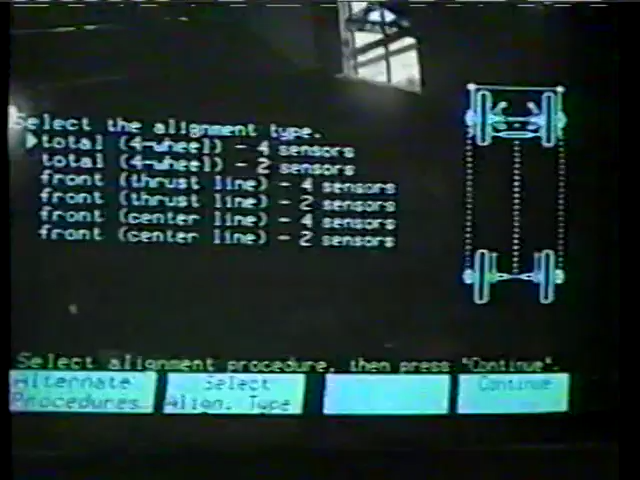 Select the alignment type.
total (4-wheel) - 4 sensors
total (4-wheel) - 2 sensors
front (thrust line) - 4 sensors
front (thrust line) - 2 sensors
front (center line) - 4 sensors
front (center line) - 2 sensors
Select alignment procedure, then press "Continue".
Alternate Procedures
Select Align. Type
Continue